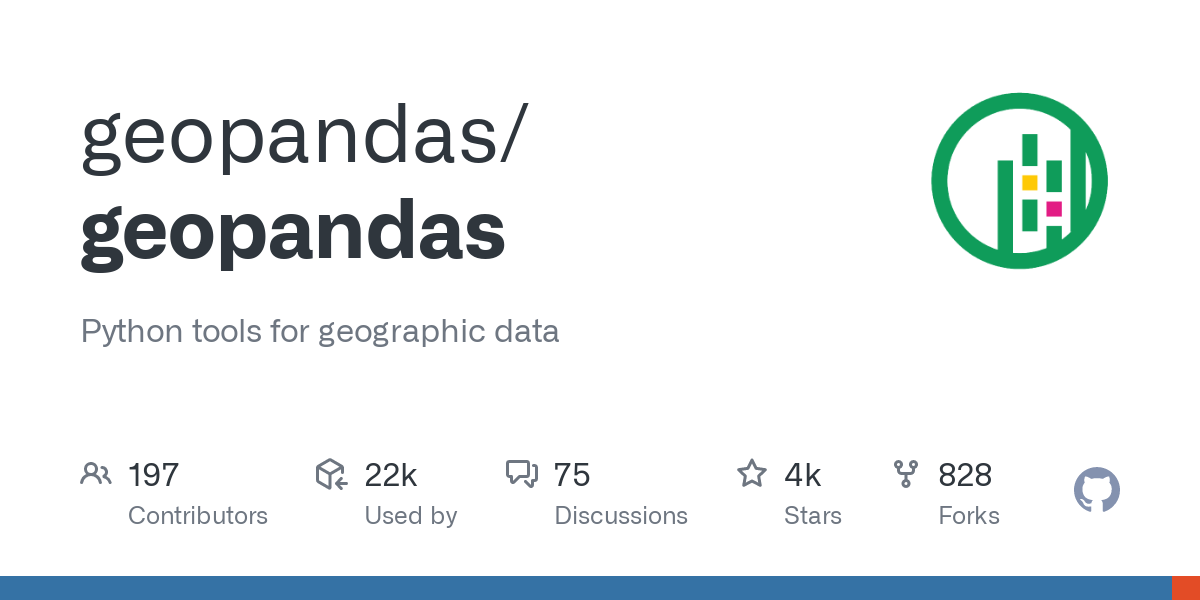 geopandas/
geopandas
Python tools for geographic data
197 22k 75 4k 828
Contributors Used by Discussions Stars Forks